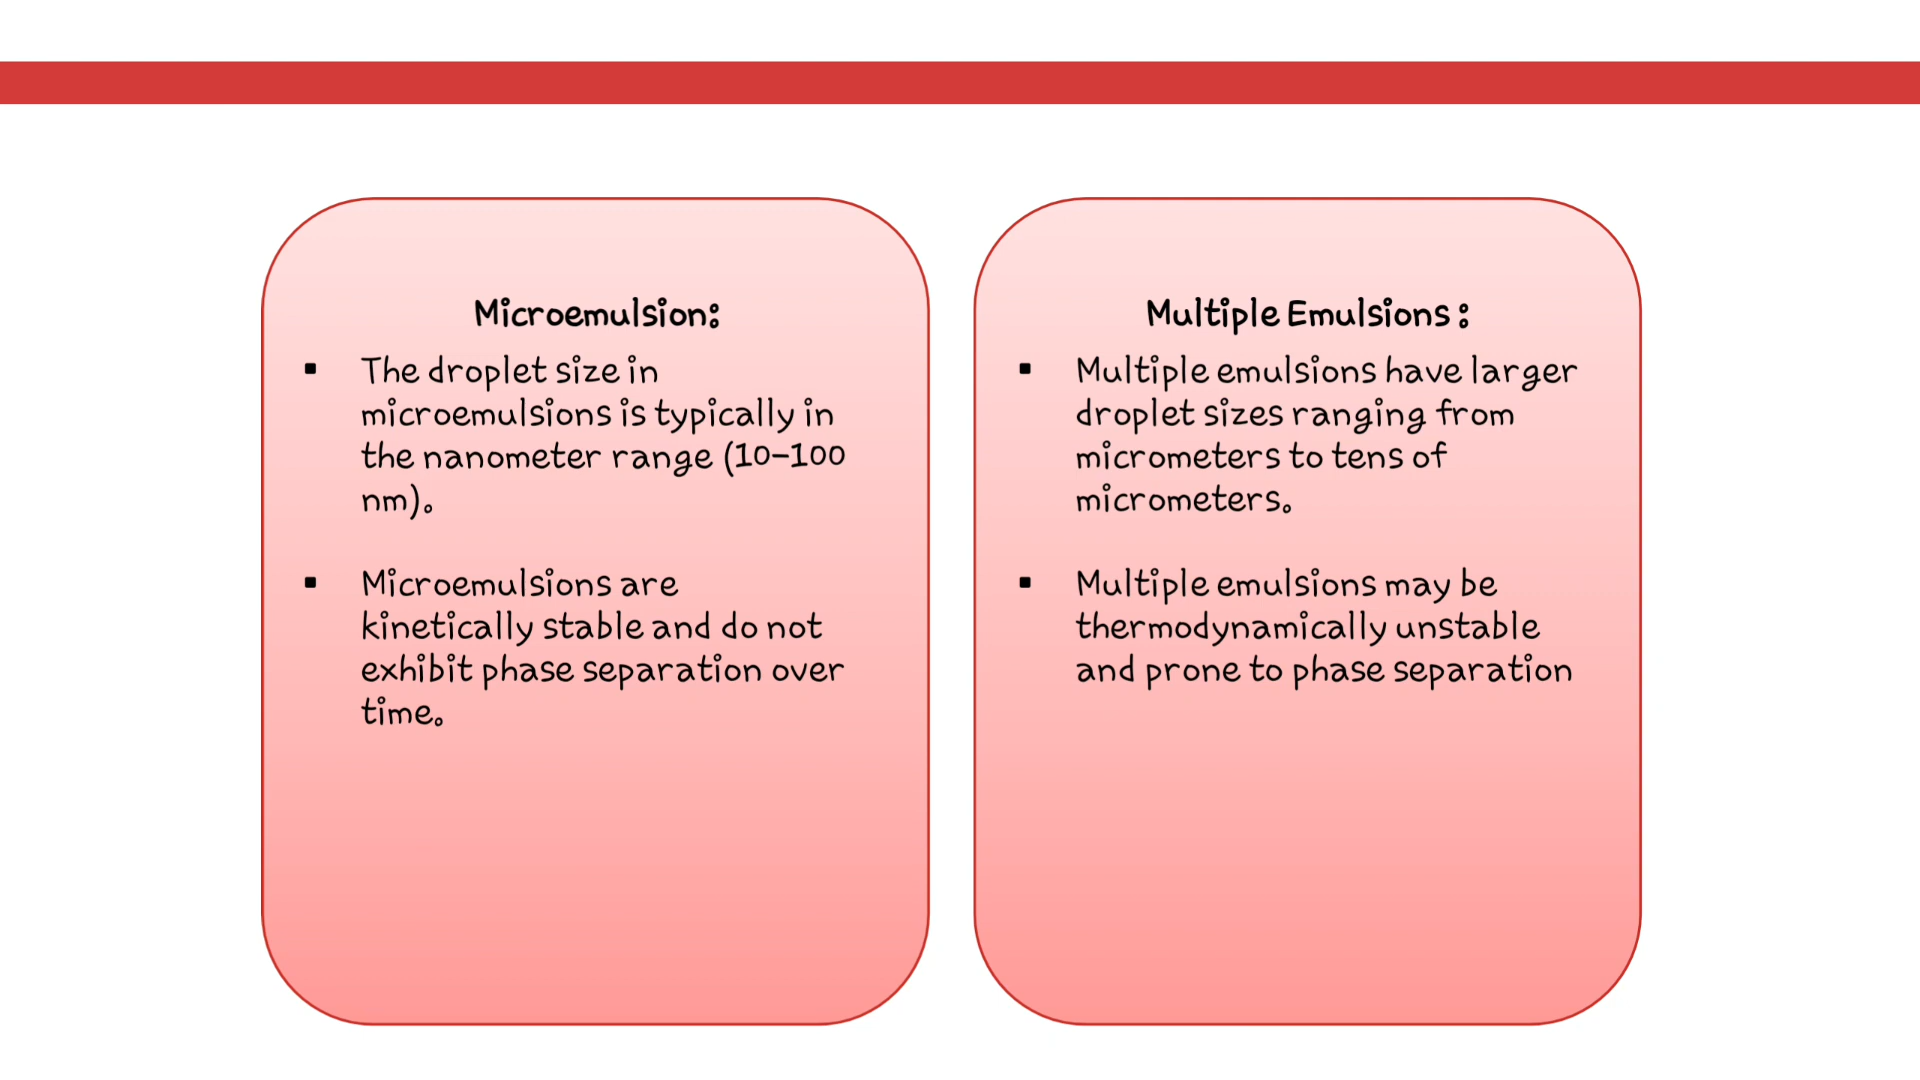 Microemulsion:
▪ The droplet size in
microemulsions is typically in
the nanometer range (10–100
nm).
▪ Microemulsions are
kinetically stable and do not
exhibit phase separation over
time.
Multiple Emulsions :
▪ Multiple emulsions have larger
droplet sizes ranging from
micrometers to tens of
micrometers.
▪ Multiple emulsions may be
thermodynamically unstable
and prone to phase separation